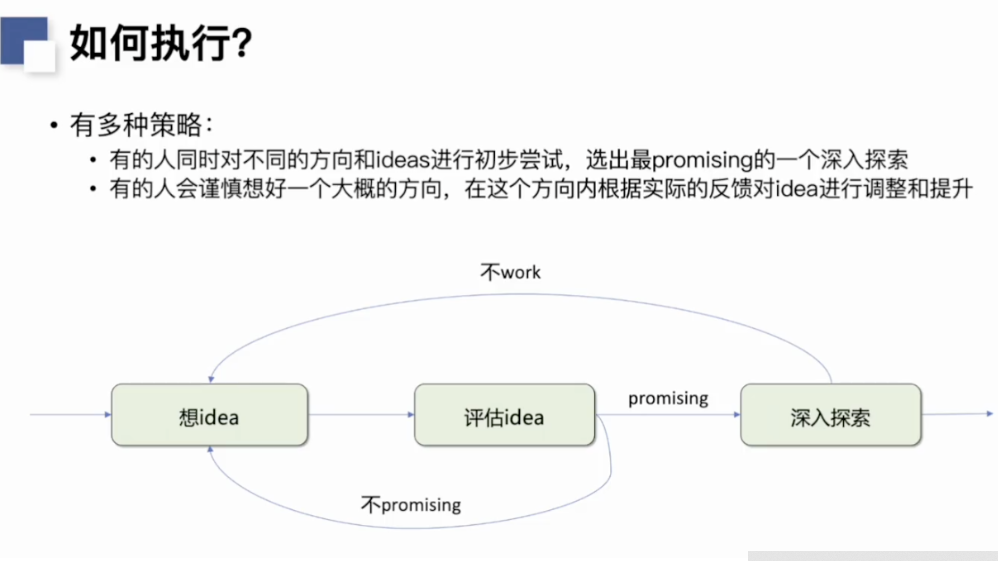 如何执行?
• 有多种策略：
• 有的人同时对不同的方向和ideas进行初步尝试，选出最promising的一个深入探索
• 有的人会谨慎想好一个大概的方向，在这个方向内根据实际的反馈对idea进行调整和提升
不work
想idea
评估idea
promising
深入探索
不promising